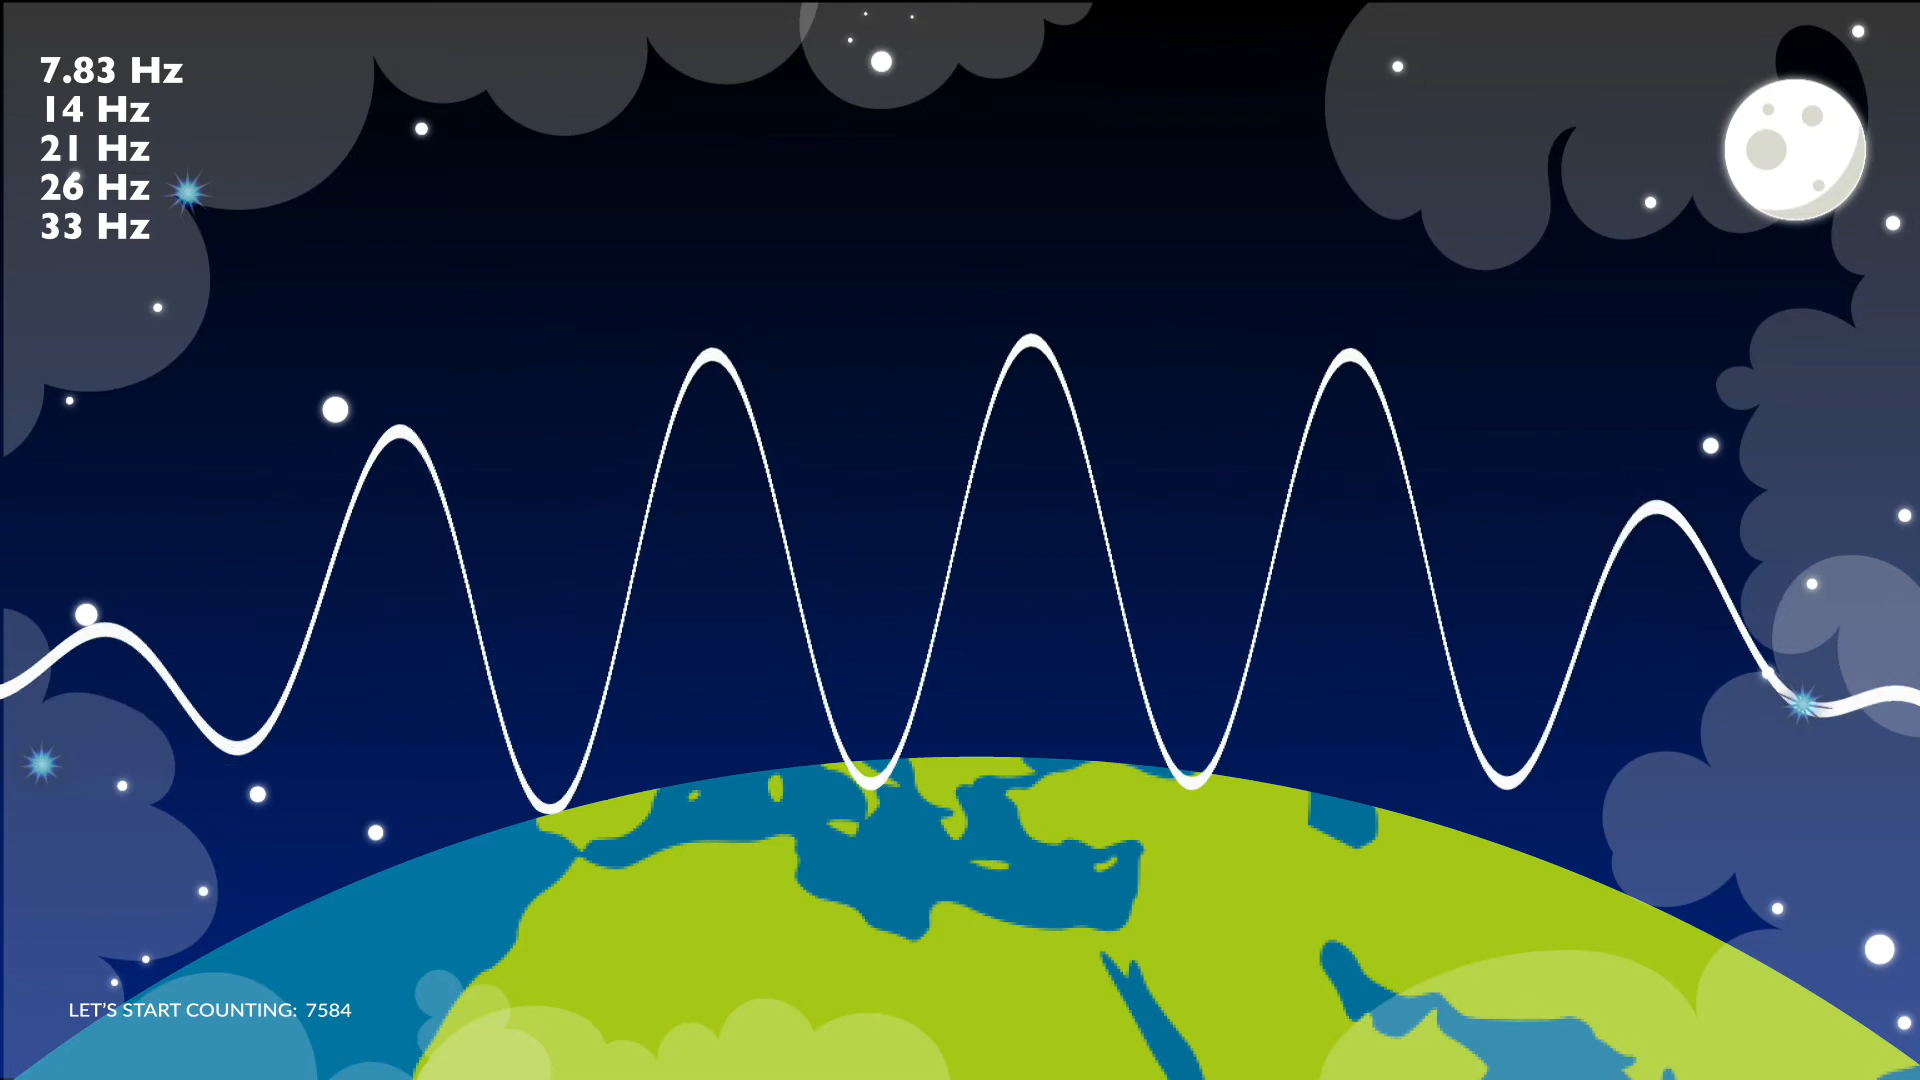 7.83 Hz
14 Hz
21 Hz
26 Hz
33 Hz
LET'S START COUNTING: 7584